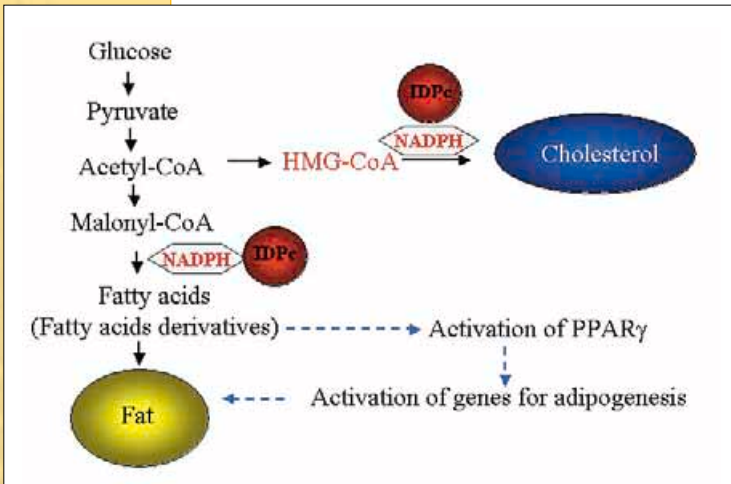 Glucose
Pyruvate
Acetyl-CoA
HMG-CoA
IDPc
NADPH
Cholesterol
Malonyl-CoA
NADPH
IDPc
Fatty acids
(Fatty acids derivatives)
Activation of PPARγ
Fat
Activation of genes for adipogenesis